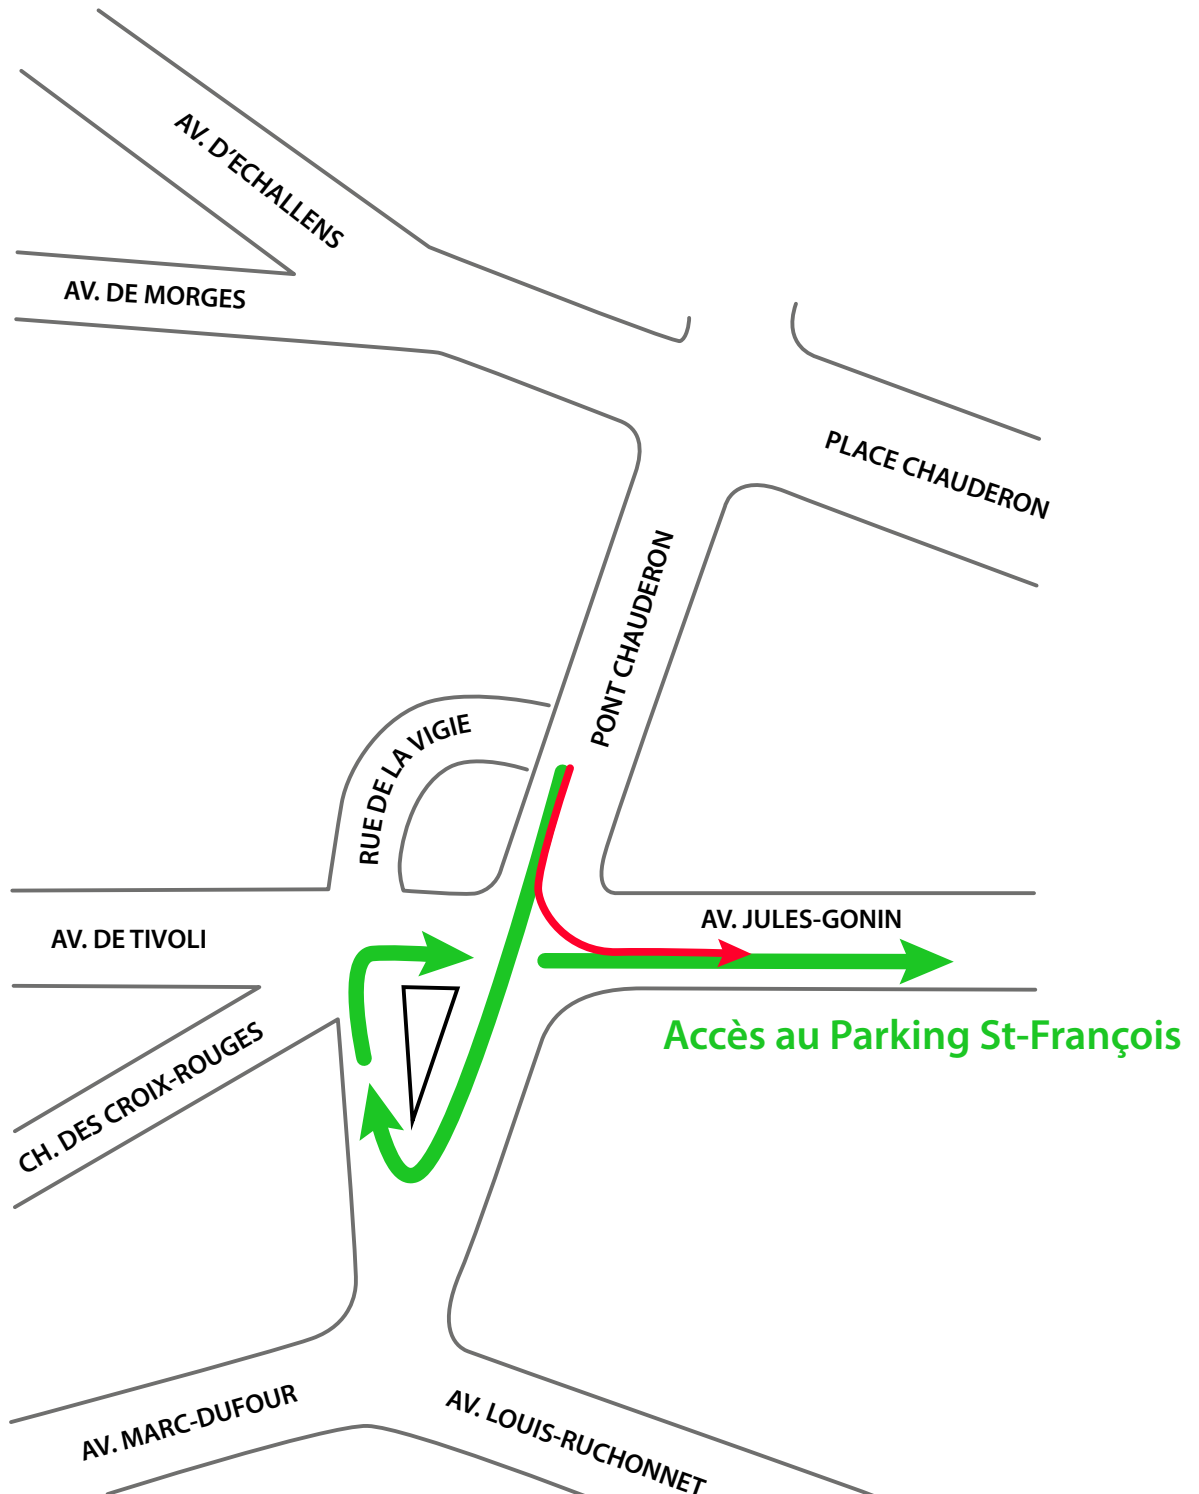 AV. D’ECHALLENS
AV. DE MORGES
PLACE CHAUDERON
PONT CHAUDERON
RUE DE LA VIGIE
AV. DE TIVOLI
AV. JULES-GONIN
Accès au Parking St-François
CH. DES CROIX-ROUGES
AV. MARC-DUFOUR
AV. LOUIS-RUCHONNET